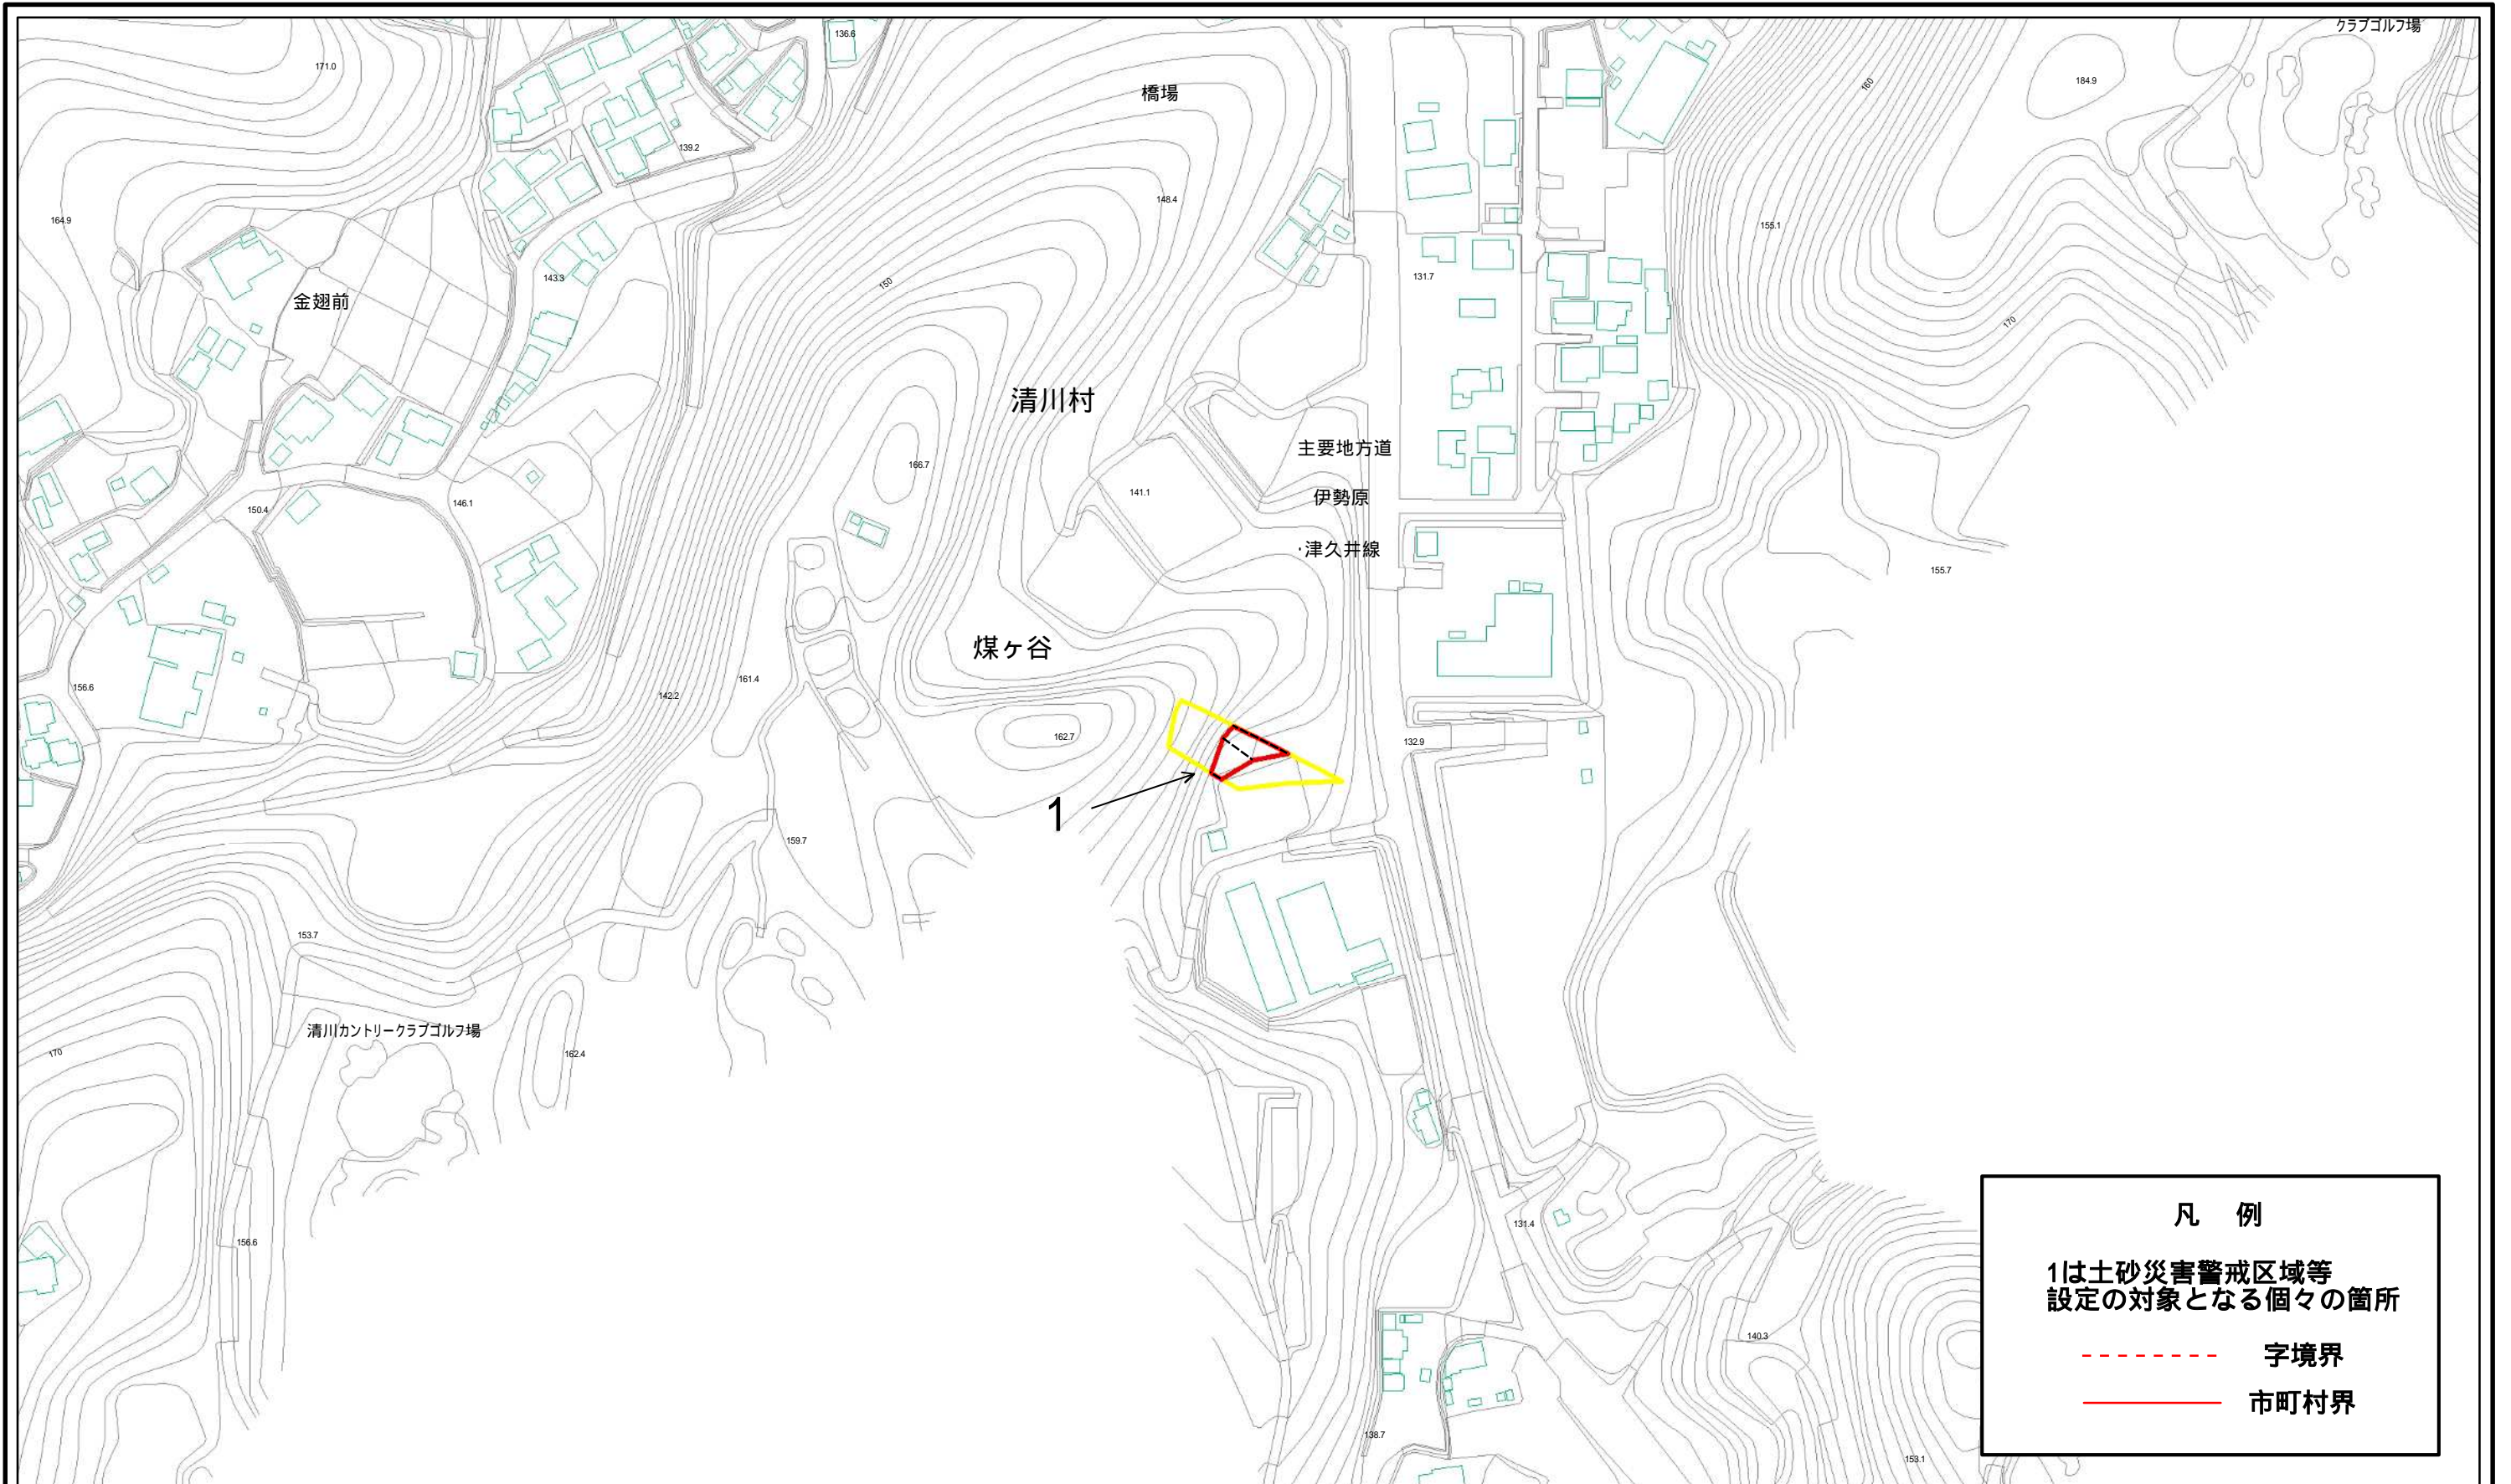 クラブゴルフ場
136.6
171.0
184.9
160
橋場
139.2
148.4
164.9
155.1
143.3
131.7
150
金翅前
170
清川村
主要地方道
166.7
141.1
伊勢原
146.1
150.4
・津久井線
155.7
煤ヶ谷
161.4
156.6
142.2
162.7
132.9
1
159.7
153.7
清川カントリークラブゴルフ場
170
162.4
凡 例
131.4
156.6
1は土砂災害警戒区域等
設定の対象となる個々の箇所
140.3
字境界
市町村界
138.7
153.1